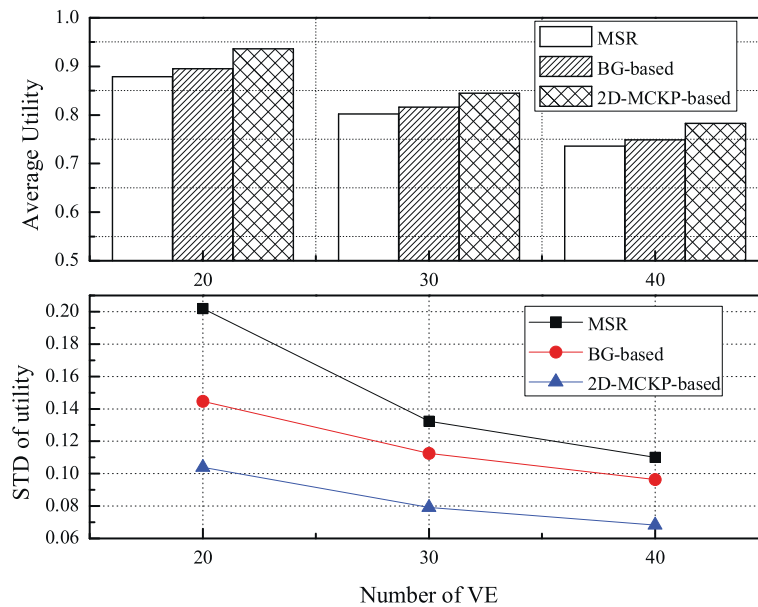 Average Utility
1.0
0.9
0.8
0.7
0.6
0.5
MSR
BG-based
2D-MCKP-based
20
30
40
STD of utility
0.20
0.18
0.16
0.14
0.12
0.10
0.08
0.06
MSR
BG-based
2D-MCKP-based
20
30
40
Number of VE